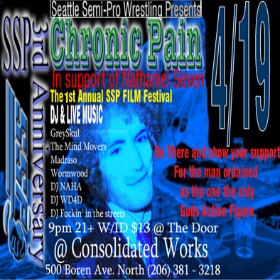 Seattle Semi-Pro Wrestling Presents
Chronic Pain
In support of Nathaniel Swan
The 1st Annual SSP FILM Festival
DJ & LIVE MUSIC
GreySkul
The Mind Movers
Madraso
Wormwood
DJ NAHA
DJ WD4D
DJ Fuckin' in the streets
9pm 21+ W/ID $13 @ The Door
@ Consolidated Works
500 Boren Ave. North (206) 381 - 3218
SSP
3rd Anniversary
4/19
Be There and show your support
For the man ordained
as the one the only
Gods Action Figure